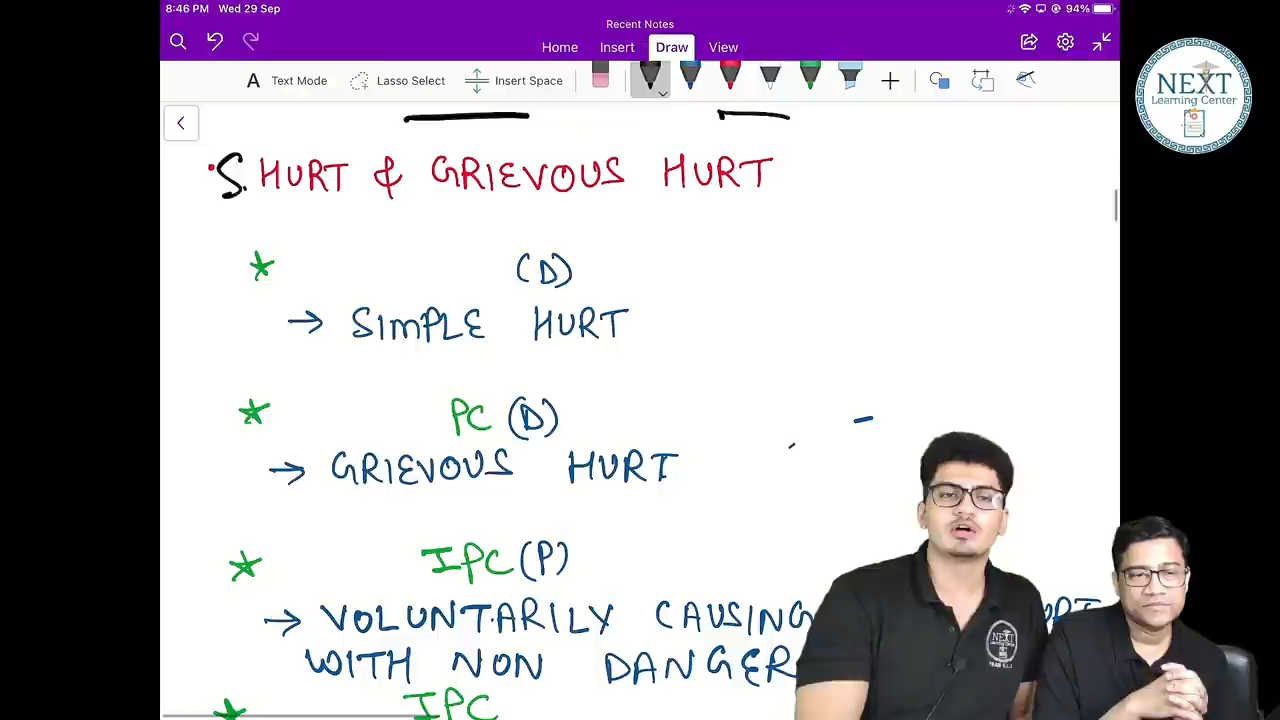 8:46 PM Wed 29 Sep
Recent Notes
94%
Home Insert Draw View
A Text Mode Lasso Select Insert Space
NEXT
Learning Center
S. HURT & GRIEVOUS HURT
(D)
→ SIMPLE HURT
PC (D)
→ GRIEVOUS HURT
IPC (P)
→ VOLUNTARILY CAUSING
WITH NON DANGER
IPC
NEXT